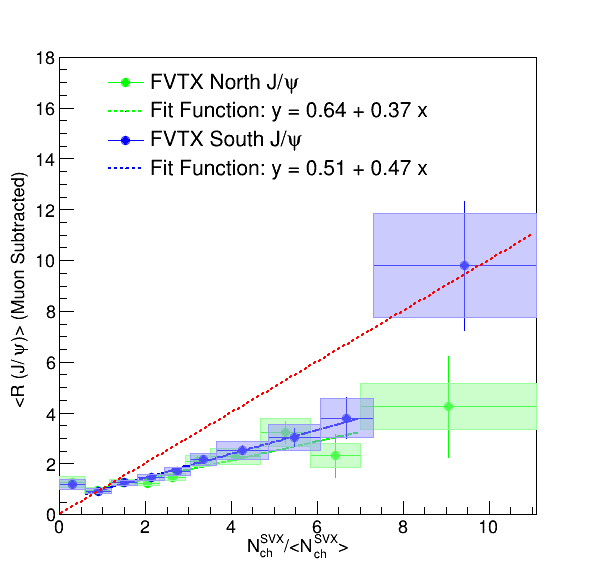 18
16
14
12
10
8
6
4
2
0
<R (J/ψ)> (Muon Subtracted)
FVTX North J/ψ
Fit Function: y = 0.64 + 0.37 x
FVTX South J/ψ
Fit Function: y = 0.51 + 0.47 x
0 2 4 6 8 10
N_ch^SVX/<N_ch^SVX>